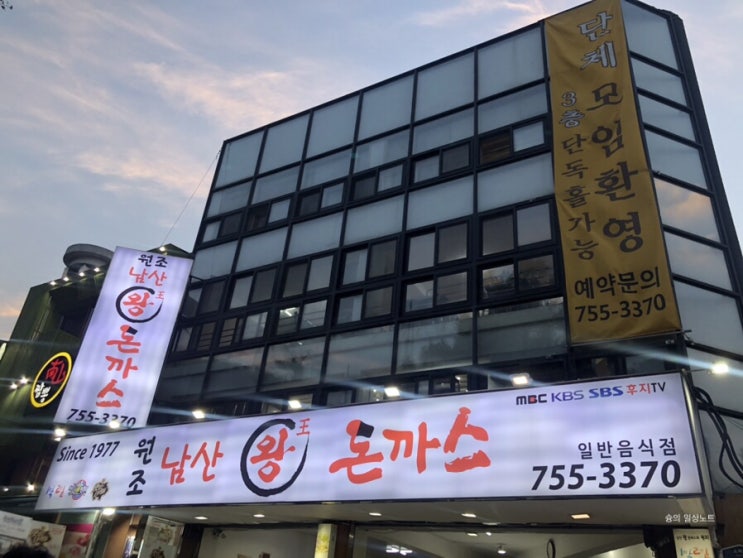 단체 모임환영
3층 단독홀 가능
예약문의
755-3370
원조
남산
왕 王
돈까스
755-3370
MBC KBS SBS 후지TV
Since 1977
원조 남산 왕 王 돈까스
일반음식점
755-3370
슝의 일상노트